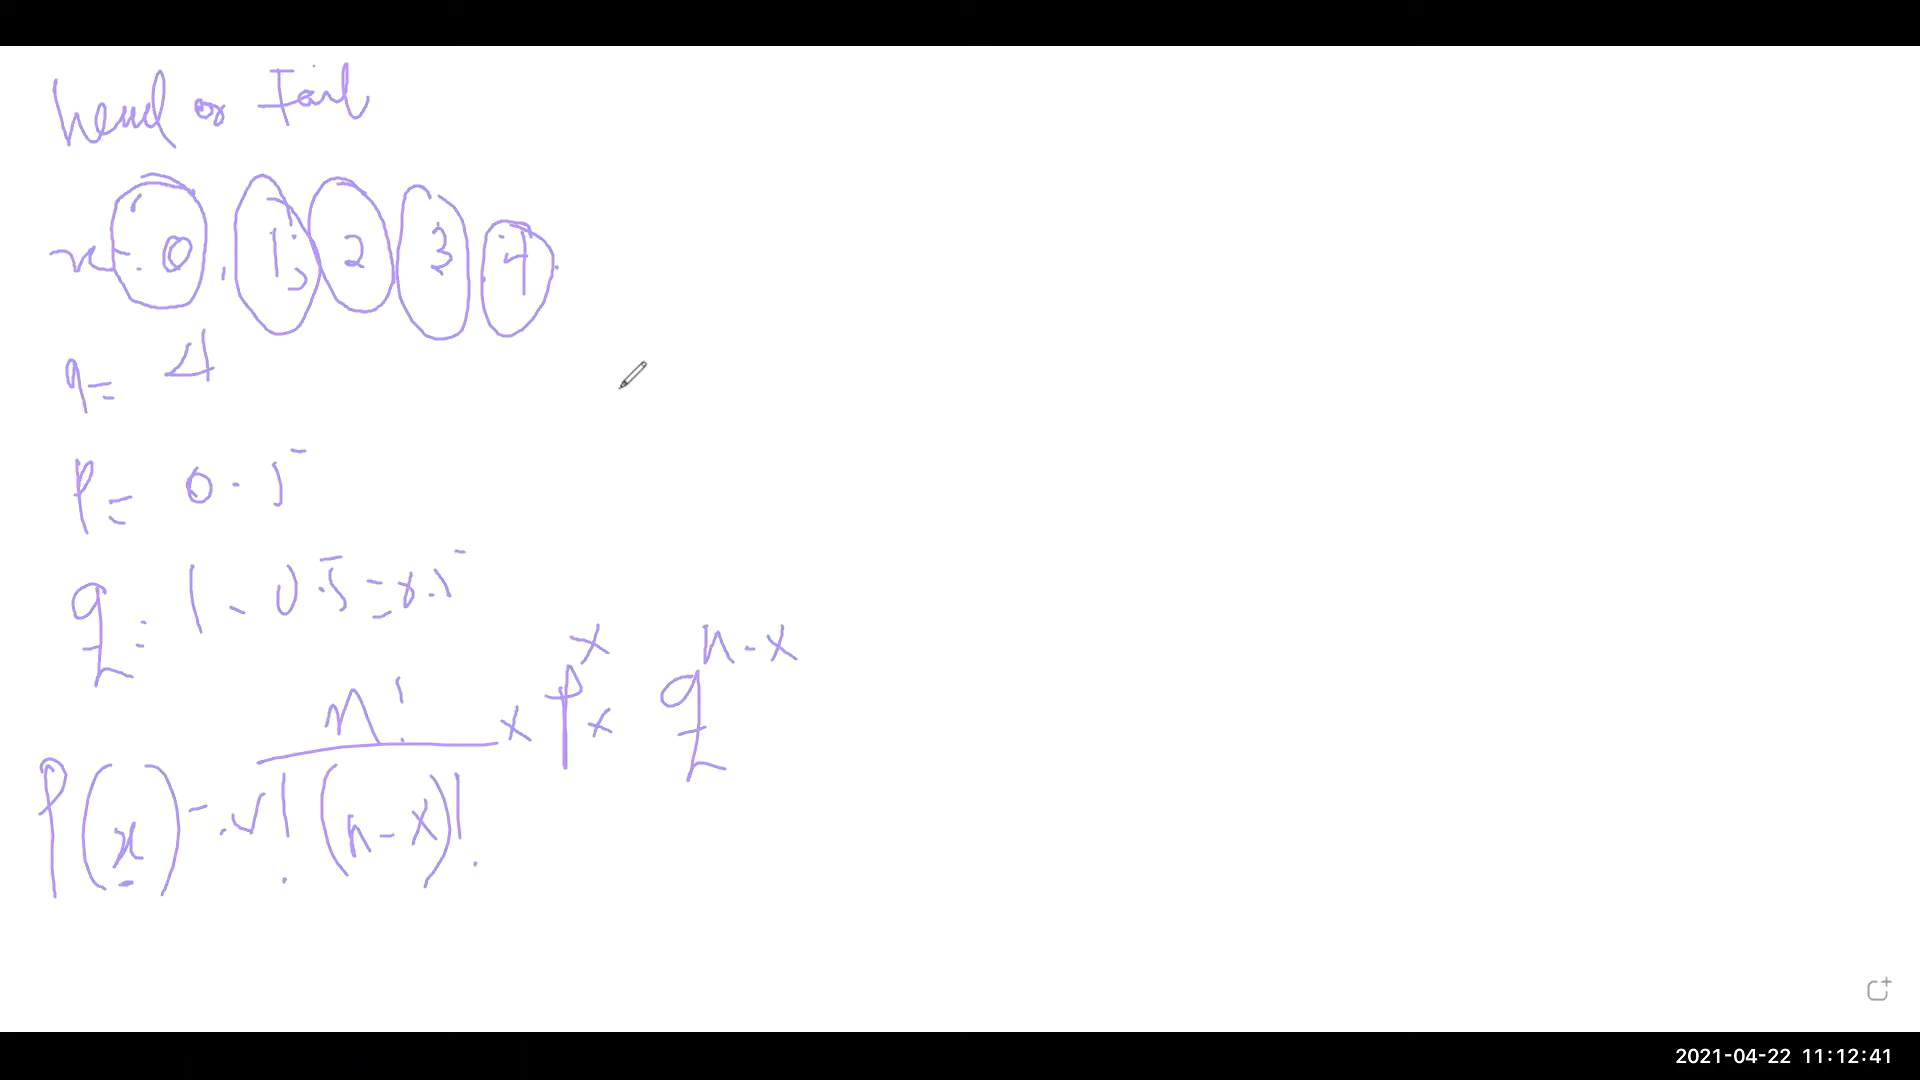 head or Tail
x = 0, 1, 2 3 4
n = 4
p = 0.5
q = 1 - 0.5 = 0.5
P(x) = n! / x! (n-x)! × p^x × q^n-x
2021-04-22 11:12:41